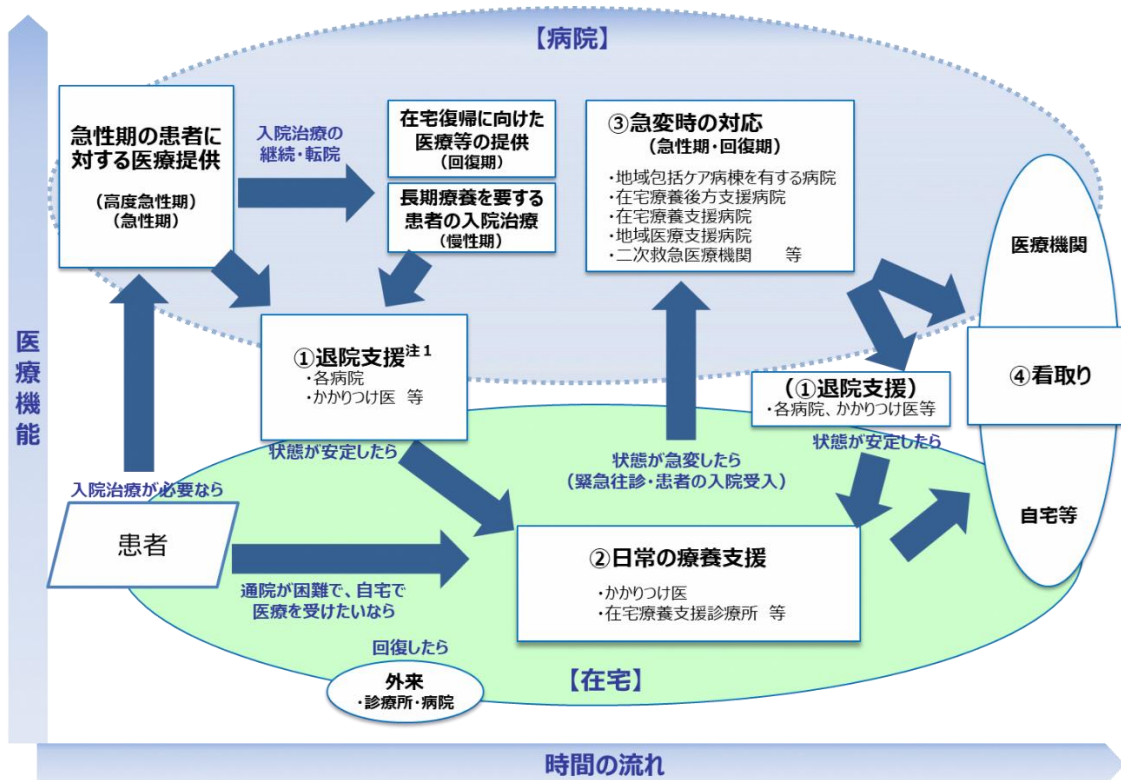 【病院】
急性期の患者に
対する医療提供
(高度急性期)
(急性期)
入院治療の
継続・転院
在宅復帰に向けた
医療等の提供
(回復期)
長期療養を要する
患者の入院治療
(慢性期)
③急変時の対応
(急性期・回復期)
・地域包括ケア病棟を有する病院
・在宅療養後方支援病院
・在宅療養支援病院
・地域医療支援病院
・二次救急医療機関 等
医療機関
④看取り
自宅等
①退院支援注1
・各病院
・かかりつけ医 等
(①退院支援)
・各病院、かかりつけ医等
状態が安定したら
状態が急変したら
(緊急往診・患者の入院受入)
状態が安定したら
入院治療が必要なら
患者
通院が困難で、自宅で
医療を受けたいなら
②日常の療養支援
・かかりつけ医
・在宅療養支援診療所 等
回復したら
外来
・診療所・病院
【在宅】
医療機能
時間の流れ